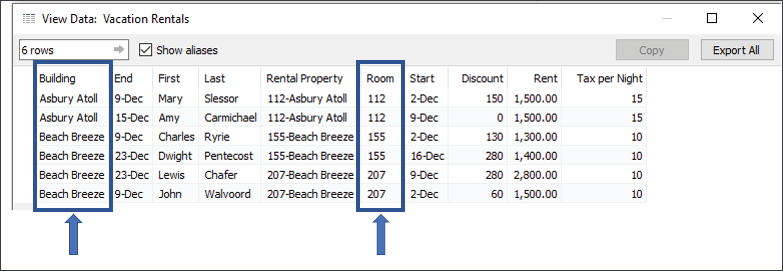 View Data: Vacation Rentals
6 rows Show aliases Copy Export All
Building End First Last Rental Property Room Start Discount Rent Tax per Night
Asbury Atoll 9-Dec Mary Slessor 112-Asbury Atoll 112 2-Dec 150 1,500.00 15
Asbury Atoll 15-Dec Amy Carmichael 112-Asbury Atoll 112 9-Dec 0 1,500.00 15
Beach Breeze 9-Dec Charles Ryrie 155-Beach Breeze 155 2-Dec 130 1,300.00 10
Beach Breeze 23-Dec Dwight Pentecost 155-Beach Breeze 155 16-Dec 280 1,400.00 10
Beach Breeze 23-Dec Lewis Chafer 207-Beach Breeze 207 9-Dec 280 2,800.00 10
Beach Breeze 9-Dec John Walvoord 207-Beach Breeze 207 2-Dec 60 1,500.00 10